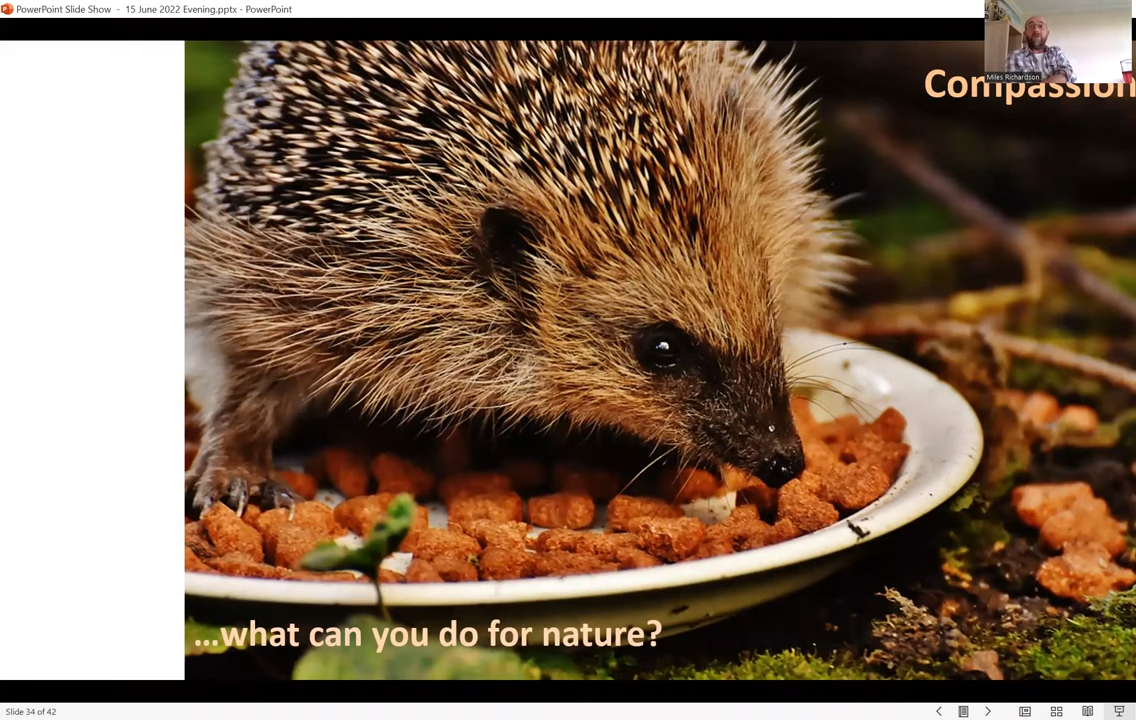 PowerPoint Slide Show - 15 June 2022 Evening.pptx - PowerPoint
Miles Richardson
Compassion
...what can you do for nature?
Slide 34 of 42